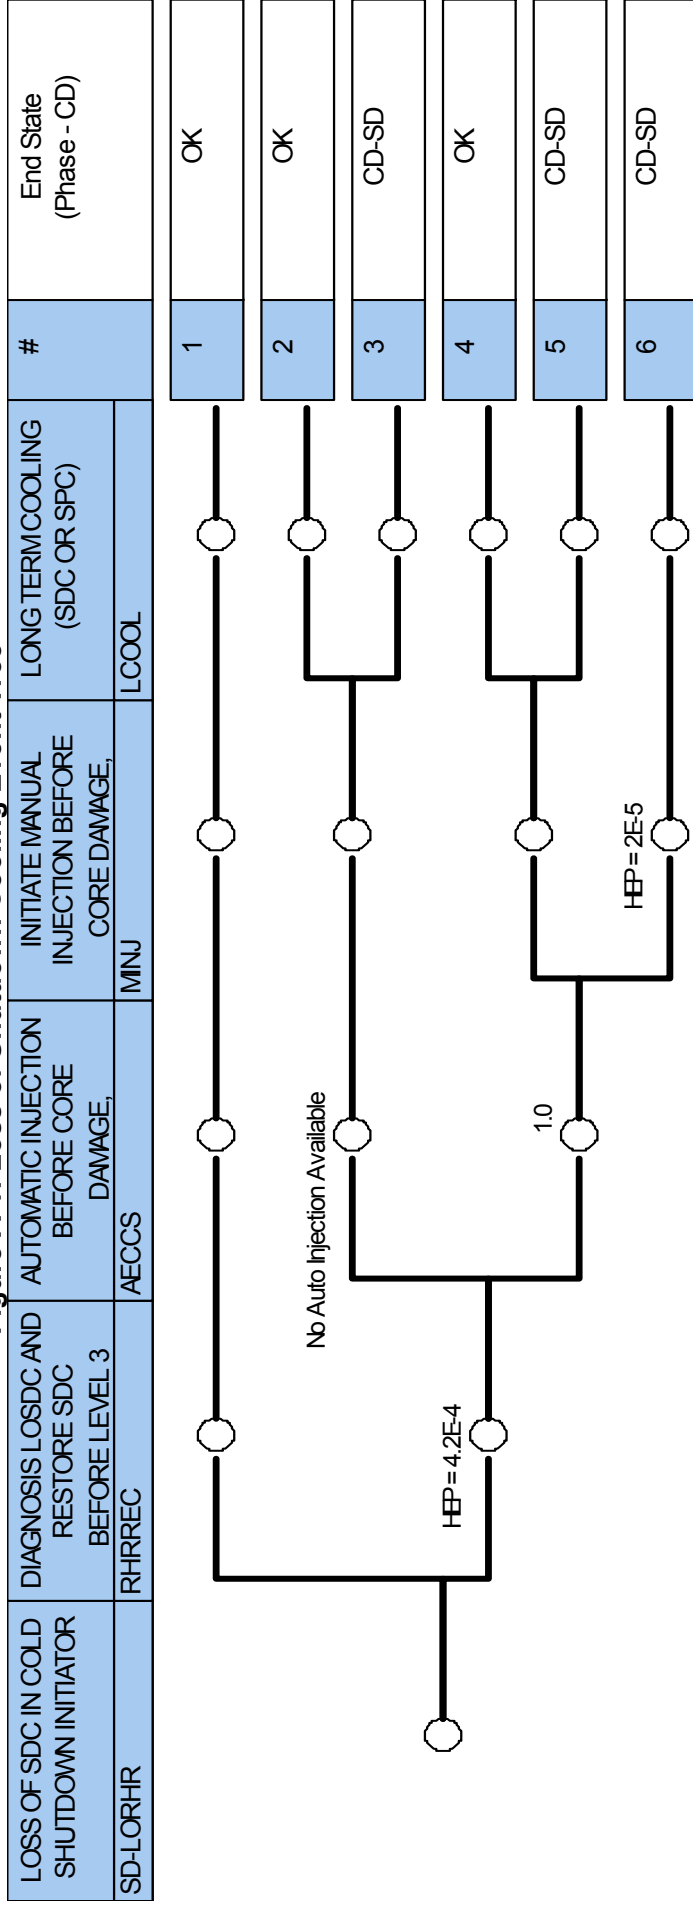 LOSS OF SDC IN COLD
SHUTDOWN INITIATOR
SD-LORHR
DIAGNOSIS LOSDC AND
RESTORE SDC
BEFORE LEVEL 3
RHRREC
AUTOMATIC INJECTION
BEFORE CORE
DAMAGE,
AECCS
INITIATE MANUAL
INJECTION BEFORE
CORE DAMAGE,
MINJ
LONG TERM COOLING
(SDC OR SPC)
LCOOL
#
End State
(Phase - CD)
1
OK
2
OK
No Auto Injection Available
3
CD-SD
HEP = 4.2E-4
4
OK
1.0
5
CD-SD
HEP = 2E-5
6
CD-SD